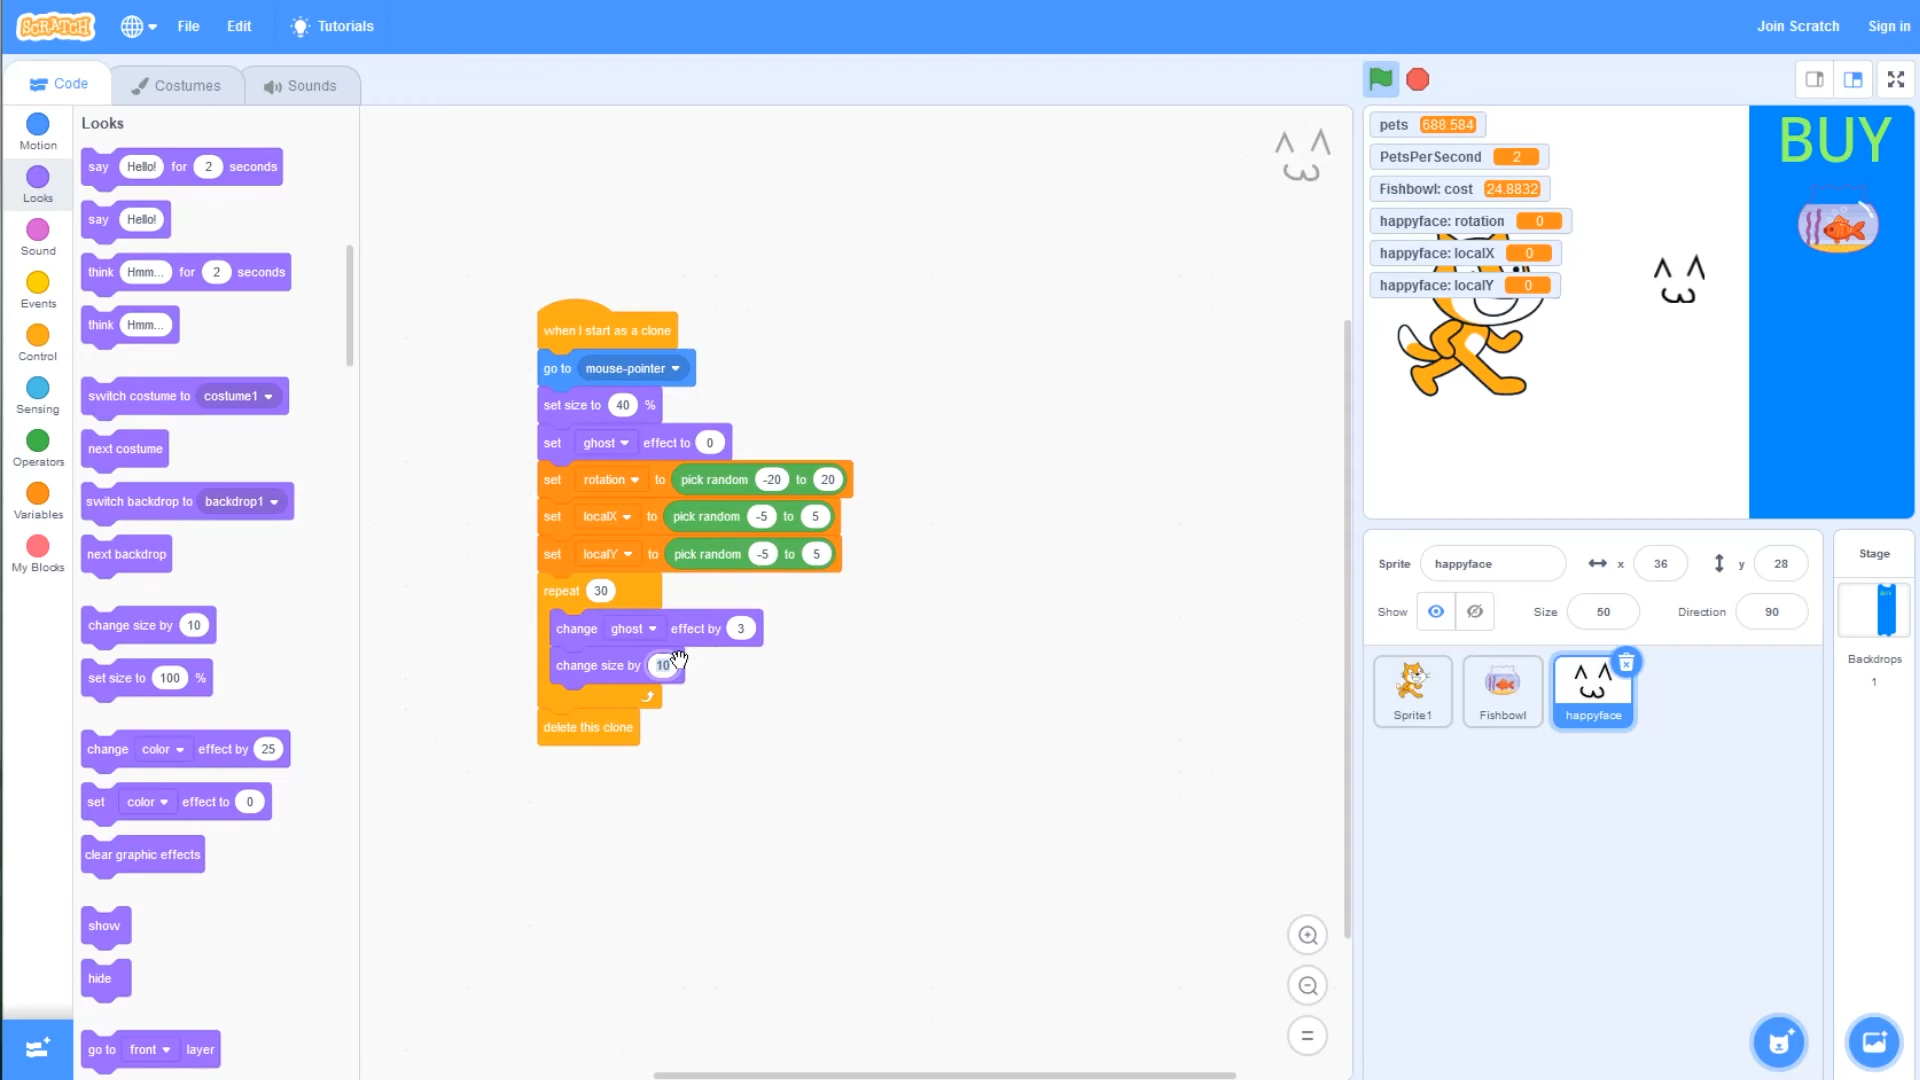 SCRATCH File Edit Tutorials Join Scratch Sign in
Code Costumes Sounds
Motion
Looks
Sound
Events
Control
Sensing
Operators
Variables
My Blocks
Looks
say Hello! for 2 seconds
say Hello!
think Hmm... for 2 seconds
think Hmm...
switch costume to costume1
next costume
switch backdrop to backdrop1
next backdrop
change size by 10
set size to 100 %
change color effect by 25
set color effect to 0
clear graphic effects
show
hide
go to front layer
when I start as a clone
go to mouse-pointer
set size to 40 %
set ghost effect to 0
set rotation to pick random -20 to 20
set localX to pick random -5 to 5
set localY to pick random -5 to 5
repeat 30
change ghost effect by 3
change size by 10
delete this clone
pets 688.584
PetsPerSecond 2
Fishbowl: cost 24.8832
happyface: rotation 0
happyface: localX 0
happyface: localY 0
BUY
Sprite happyface x 36 y 28
Show Size 50 Direction 90
Sprite1 Fishbowl happyface
Stage
Backdrops
1